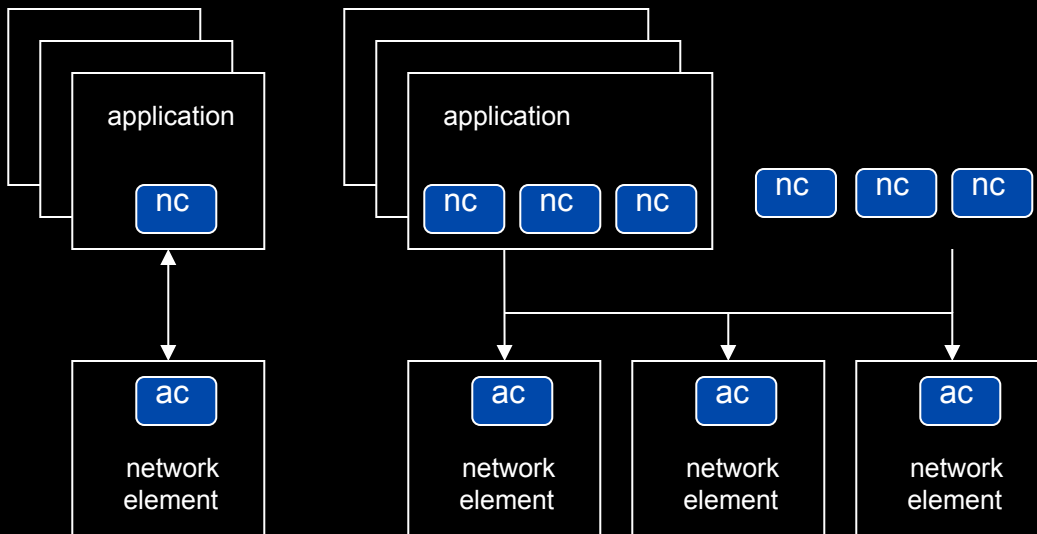 application
nc
application
nc
nc
nc
nc
nc
nc
ac
network
element
ac
network
element
ac
network
element
ac
network
element